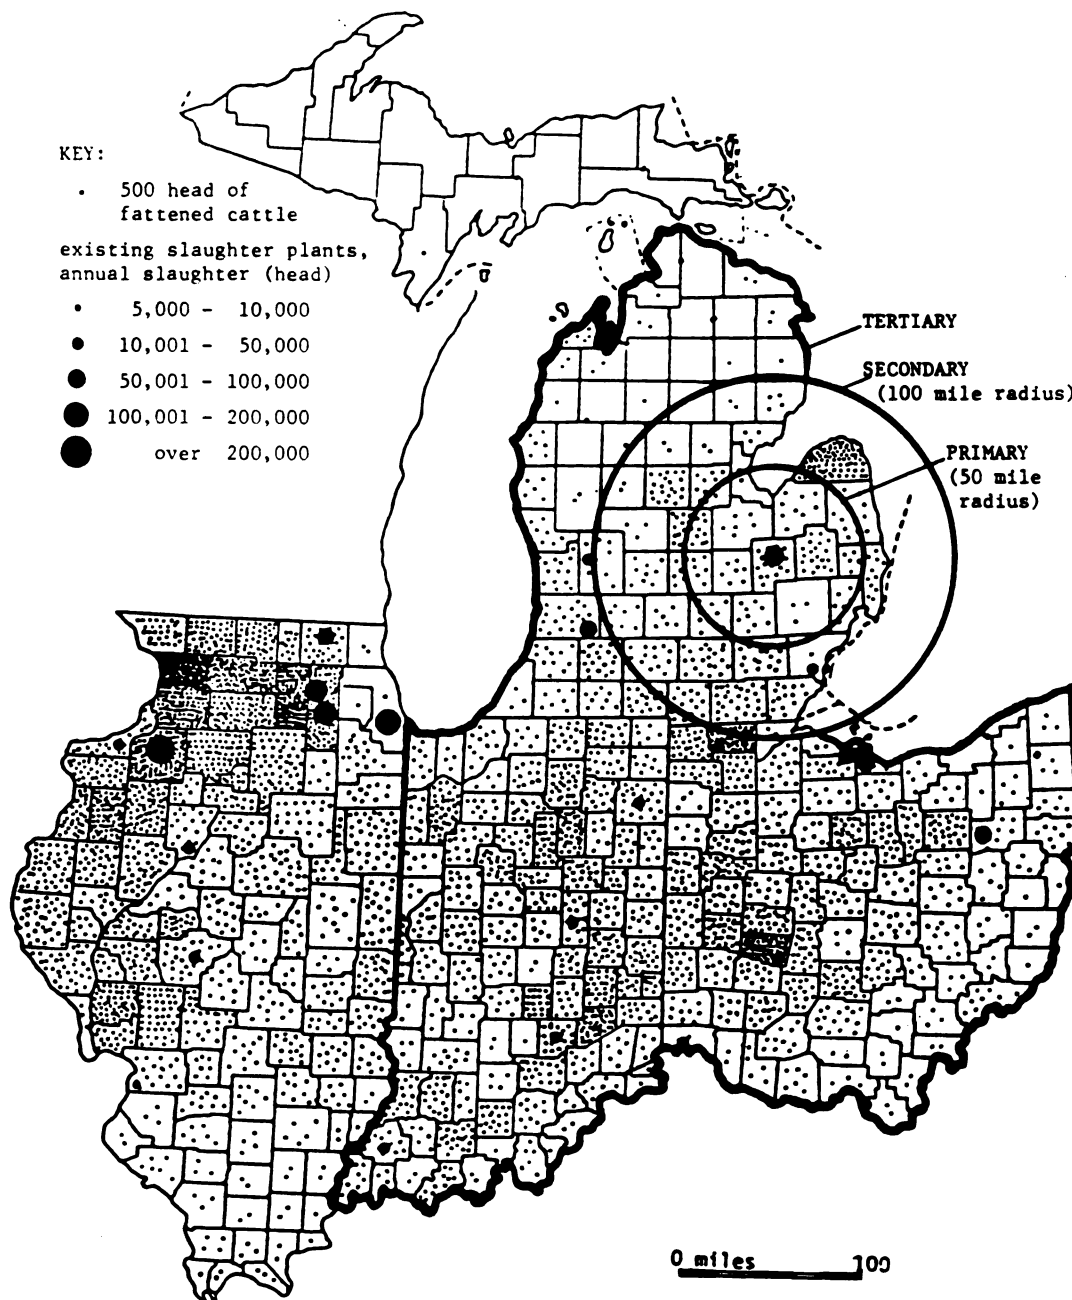 KEY:
500 head of
fattened cattle
existing slaughter plants,
annual slaughter (head)
5,000 - 10,000
10,001 - 50,000
50,001 - 100,000
100,001 - 200,000
over 200,000
TERTIARY
SECONDARY
(100 mile radius)
PRIMARY
(50 mile
radius)
0 miles 100